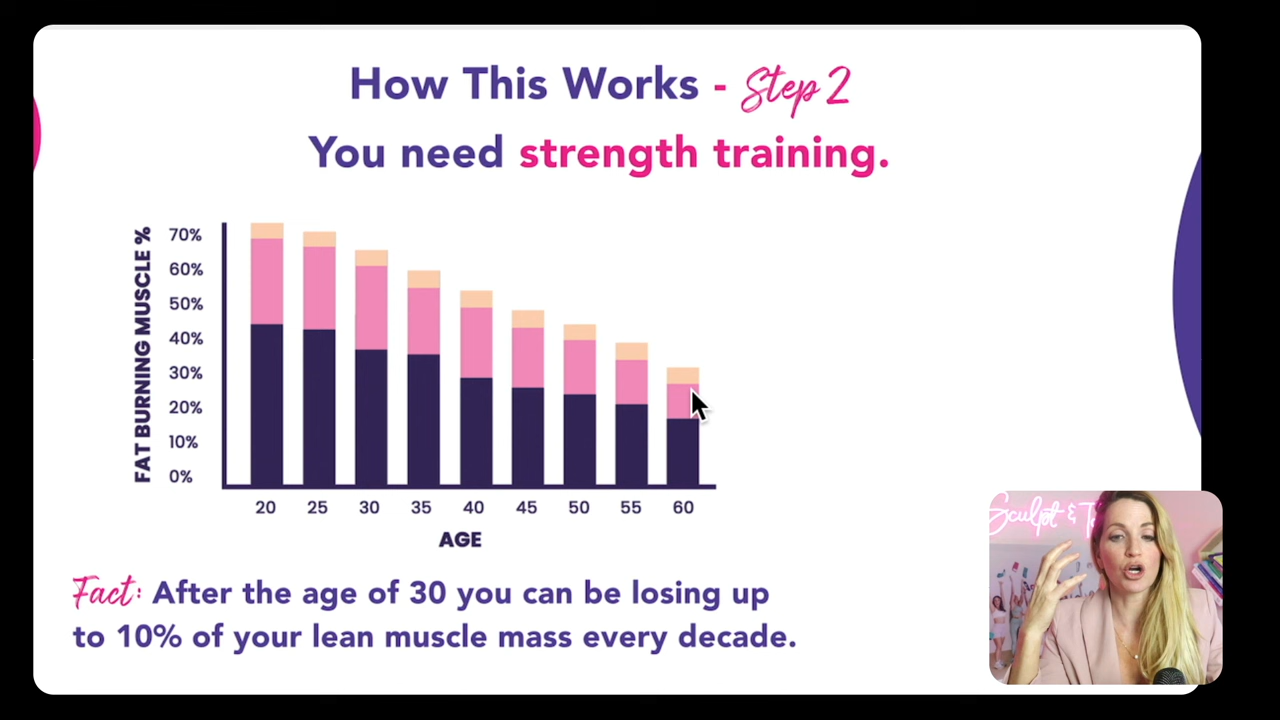 How This Works - Step 2
You need strength training.
FAT BURNING MUSCLE %
70%
60%
50%
40%
30%
20%
10%
0%
20 25 30 35 40 45 50 55 60
AGE
Fact: After the age of 30 you can be losing up
to 10% of your lean muscle mass every decade.
Sculpt &